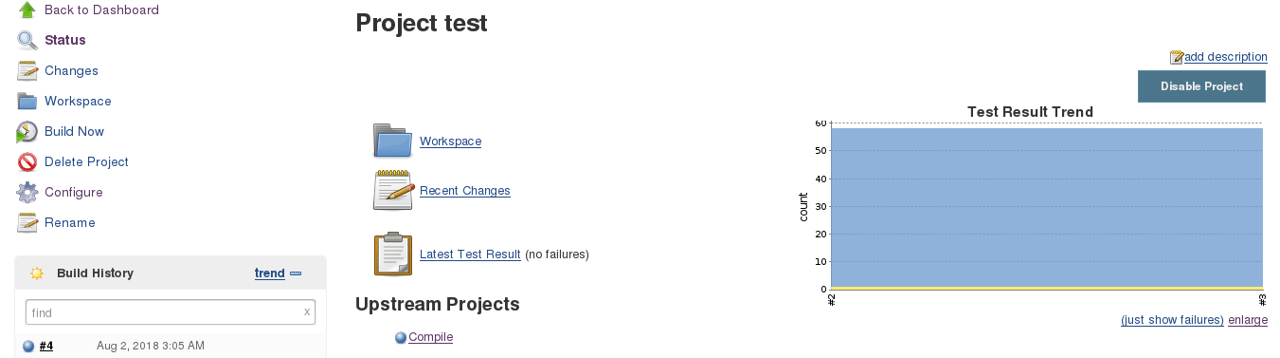 Back to Dashboard
Status
Changes
Workspace
Build Now
Delete Project
Configure
Rename
Build History
trend
find
x
#4 Aug 2, 2018 3:05 AM
Project test
add description
Disable Project
Workspace
Recent Changes
Latest Test Result (no failures)
Upstream Projects
Compile
Test Result Trend
60
50
40
30
20
10
0
count
#2
#3
(just show failures) enlarge